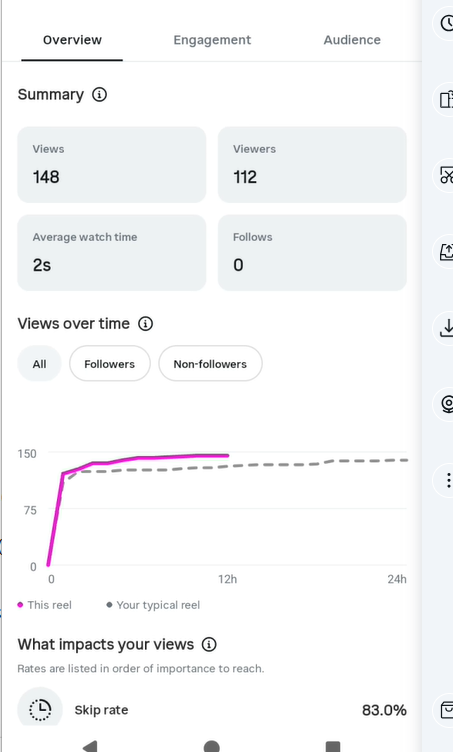 Overview Engagement Audience
Summary
Views Viewers
148 112
Average watch time Follows
2s 0
Views over time
All Followers Non-followers
150
75
0
0 12h 24h
This reel Your typical reel
What impacts your views
Rates are listed in order of importance to reach.
Skip rate 83.0%